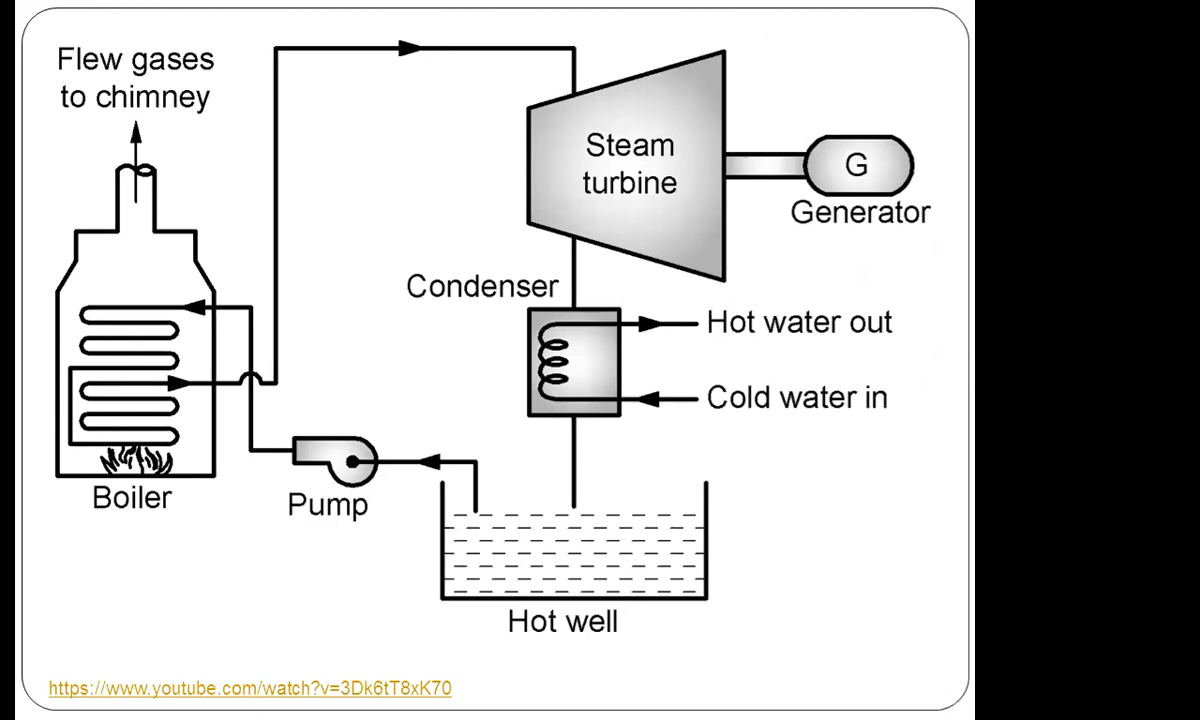 Flew gases
to chimney
Steam
turbine
G
Generator
Condenser
Hot water out
Cold water in
Boiler
Pump
Hot well
https://www.youtube.com/watch?v=3Dk6tT8xK70